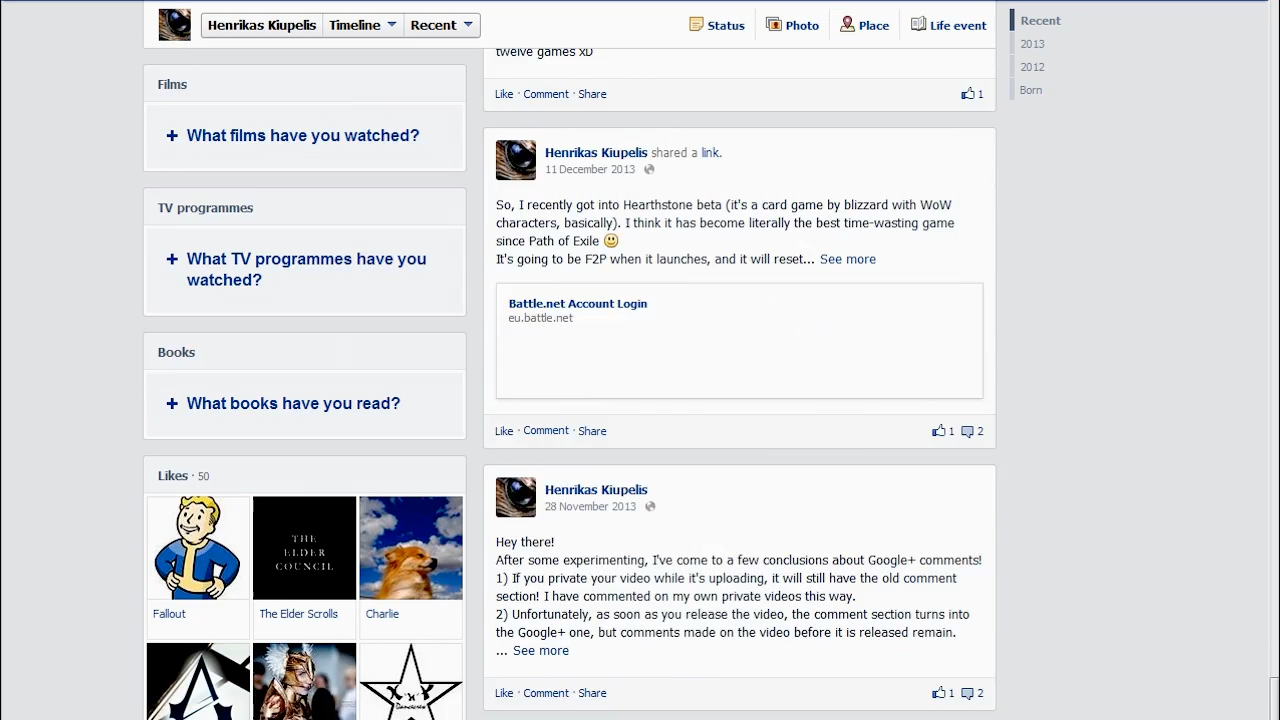 Henrikas Kiupelis Timeline Recent
Status Photo Place Life event
Recent
2013
2012
Born
Films
+ What films have you watched?
TV programmes
+ What TV programmes have you
watched?
Books
+ What books have you read?
Likes · 50
THE
ELDER
COUNCIL
Fallout
The Elder Scrolls
Charlie
twelve games xD
Like · Comment · Share 1
Henrikas Kiupelis shared a link.
11 December 2013
So, I recently got into Hearthstone beta (it's a card game by blizzard with WoW
characters, basically). I think it has become literally the best time-wasting game
since Path of Exile
It's going to be F2P when it launches, and it will reset... See more
Battle.net Account Login
eu.battle.net
Like · Comment · Share 1 2
Henrikas Kiupelis
28 November 2013
Hey there!
After some experimenting, I've come to a few conclusions about Google+ comments!
1) If you private your video while it's uploading, it will still have the old comment
section! I have commented on my own private videos this way.
2) Unfortunately, as soon as you release the video, the comment section turns into
the Google+ one, but comments made on the video before it is released remain.
... See more
Like · Comment · Share 1 2